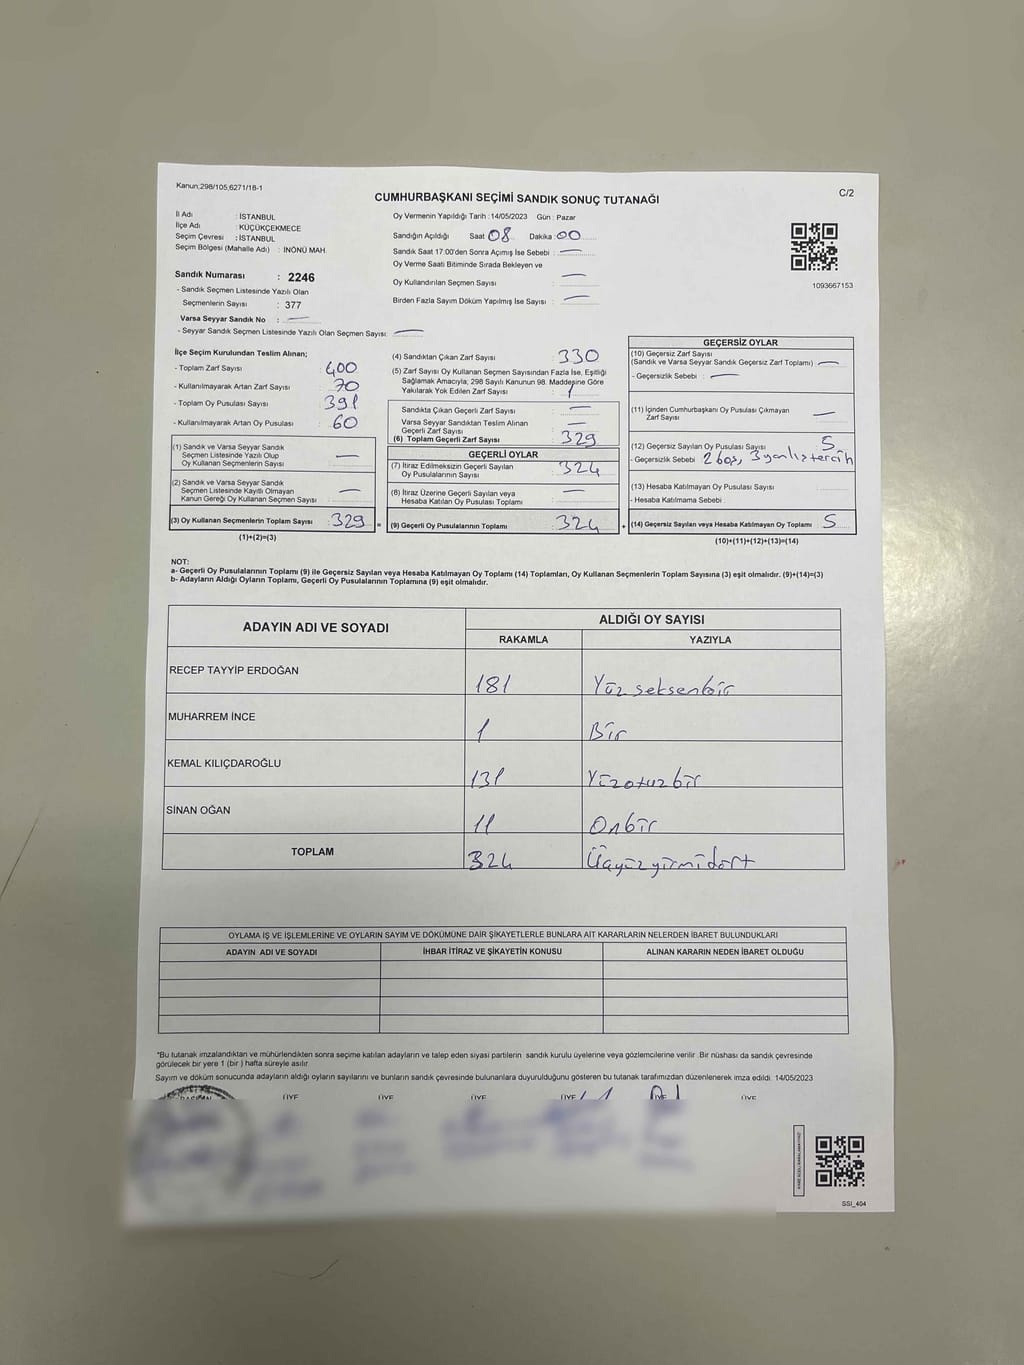 Kanun,298/105,6271/18-1
C/2
CUMHURBAŞKANI SEÇİMİ SANDIK SONUÇ TUTANAĞI
İl Adı : İSTANBUL
İlçe Adı : KÜÇÜKÇEKMECE
Seçim Çevresi : İSTANBUL
Seçim Bölgesi (Mahalle Adı) : İNÖNÜ MAH.
Sandık Numarası : 2246
- Sandık Seçmen Listesinde Yazılı Olan
Seçmenlerin Sayısı : 377
Varsa Seyyar Sandık No : —
- Seyyar Sandık Seçmen Listesinde Yazılı Olan Seçmen Sayısı: —
Oy Vermenin Yapıldığı Tarih : 14/05/2023 Gün : Pazar
Sandığın Açıldığı Saat 08 Dakika 00
Sandık Saat 17:00'den Sonra Açımış İse Sebebi : —
Oy Verme Saati Bitiminde Sırada Bekleyen ve
Oy Kullandırılan Seçmen Sayısı : —
Birden Fazla Sayım Döküm Yapılmış İse Sayısı : —
1093667153
İlçe Seçim Kurulundan Teslim Alınan;
- Toplam Zarf Sayısı : 400
- Kullanılmayarak Artan Zarf Sayısı : 70
- Toplam Oy Pusulası Sayısı : 391
- Kullanılmayarak Artan Oy Pusulası : 60
(1) Sandık ve Varsa Seyyar Sandık
Seçmen Listesinde Yazılı Olup
Oy Kullanan Seçmenlerin Sayısı : —
(2) Sandık ve Varsa Seyyar Sandık
Seçmen Listesinde Kayıtlı Olmayan
Kanun Gereği Oy Kullanan Seçmen Sayısı : —
(3) Oy Kullanan Seçmenlerin Toplam Sayısı : 329 =
(1)+(2)=(3)
(4) Sandıktan Çıkan Zarf Sayısı : 330
(5) Zarf Sayısı Oy Kullanan Seçmen Sayısından Fazla İse, Eşitliği
Sağlamak Amacıyla, 298 Sayılı Kanunun 98. Maddesine Göre
Yakılarak Yok Edilen Zarf Sayısı : 1
Sandıkta Çıkan Geçerli Zarf Sayısı : —
Varsa Seyyar Sandıktan Teslim Alınan
Geçerli Zarf Sayısı : —
(6) Toplam Geçerli Zarf Sayısı : 329
GEÇERLİ OYLAR
(7) İtiraz Edilmeksizin Geçerli Sayılan
Oy Pusulalarının Sayısı : 324
(8) İtiraz Üzerine Geçerli Sayılan veya
Hesaba Katılan Oy Pusulası Toplamı : —
(9) Geçerli Oy Pusulalarının Toplamı : 324 +
GEÇERSİZ OYLAR
(10) Geçersiz Zarf Sayısı
(Sandık ve Varsa Seyyar Sandık Geçersiz Zarf Toplamı) : —
- Geçersizlik Sebebi : —
(11) İçinden Cumhurbaşkanı Oy Pusulası Çıkmayan
Zarf Sayısı : —
(12) Geçersiz Sayılan Oy Pusulası Sayısı : 5
- Geçersizlik Sebebi : 2 boş, 3 yanlış tercih
(13) Hesaba Katılmayan Oy Pusulası Sayısı :
- Hesaba Katılmama Sebebi :
(14) Geçersiz Sayılan veya Hesaba Katılmayan Oy Toplamı : 5
(10)+(11)+(12)+(13)=(14)
NOT:
a- Geçerli Oy Pusulalarının Toplamı (9) ile Geçersiz Sayılan veya Hesaba Katılmayan Oy Toplamı (14) Toplamları, Oy Kullanan Seçmenlerin Toplam Sayısına (3) eşit olmalıdır. (9)+(14)=(3)
b- Adayların Aldığı Oyların Toplamı, Geçerli Oy Pusulalarının Toplamına (9) eşit olmalıdır.
ADAYIN ADI VE SOYADI ALDIĞI OY SAYISI
RAKAMLA YAZIYLA
RECEP TAYYİP ERDOĞAN 181 Yüz seksenbir
MUHARREM İNCE 1 Bir
KEMAL KILIÇDAROĞLU 131 Yüzotuzbir
SİNAN OĞAN 11 Onbir
TOPLAM 324 Üçyüzyirmidört
OYLAMA İŞ VE İŞLEMLERİNE VE OYLARIN SAYIM VE DÖKÜMÜNE DAİR ŞİKAYETLERLE BUNLARA AİT KARARLARIN NELERDEN İBARET BULUNDUKLARI
ADAYIN ADI VE SOYADI İHBAR İTİRAZ VE ŞİKAYETİN KONUSU ALINAN KARARIN NEDEN İBARET OLDUĞU
*Bu tutanak imzalandıktan ve mühürlendikten sonra seçime katılan adayların ve talep eden siyasi partilerin sandık kurulu üyelerine veya gözlemcilerine verilir .Bir nüshası da sandık çevresinde
görülecek bir yere 1 (bir ) hafta süreyle asılır.
Sayım ve döküm sonucunda adayların aldığı oyların sayılarını ve bunların sandık çevresinde bulunanlara duyurulduğunu gösteren bu tutanak tarafımızdan düzenlenerek imza edildi. 14/05/2023
BAŞKAN ÜYE ÜYE ÜYE ÜYE ÜYE ÜYE
SSI_404